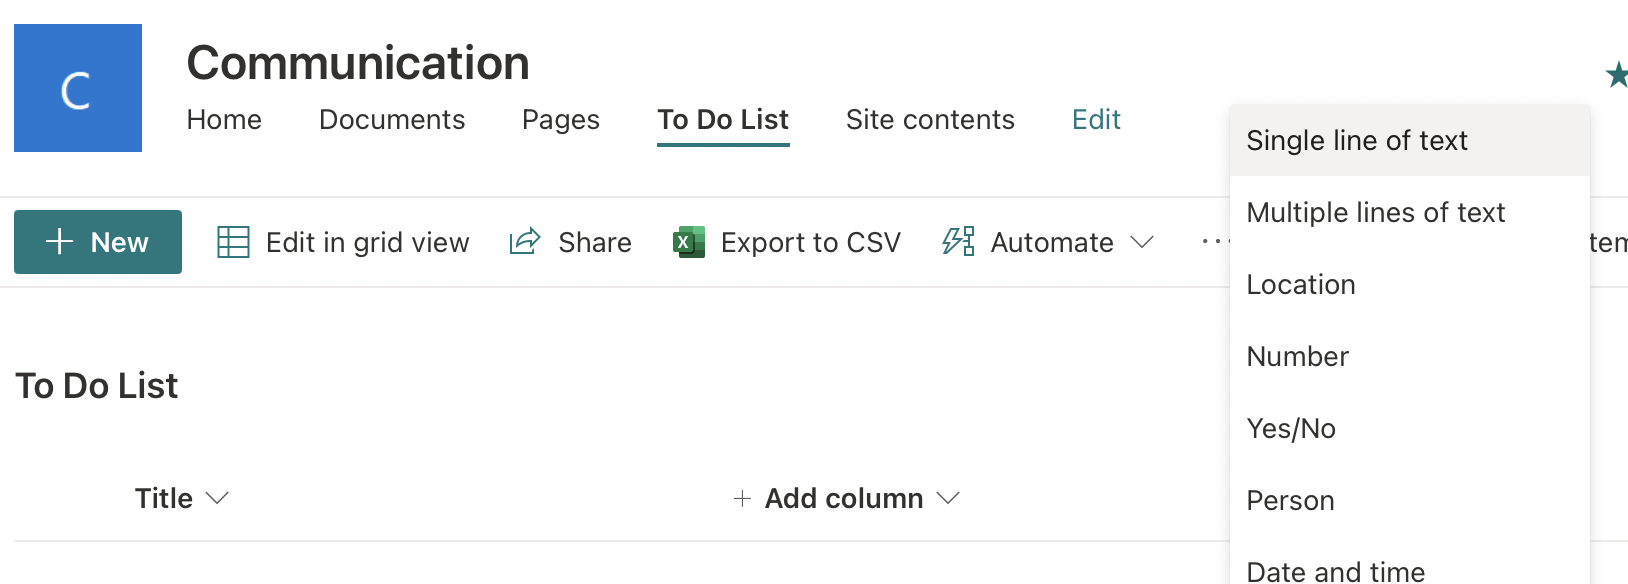 C
Communication
Home Documents Pages To Do List Site contents Edit
Single line of text
Multiple lines of text
Location
Number
Yes/No
Person
Date and time
+ New Edit in grid view Share Export to CSV Automate ···
To Do List
Title + Add column